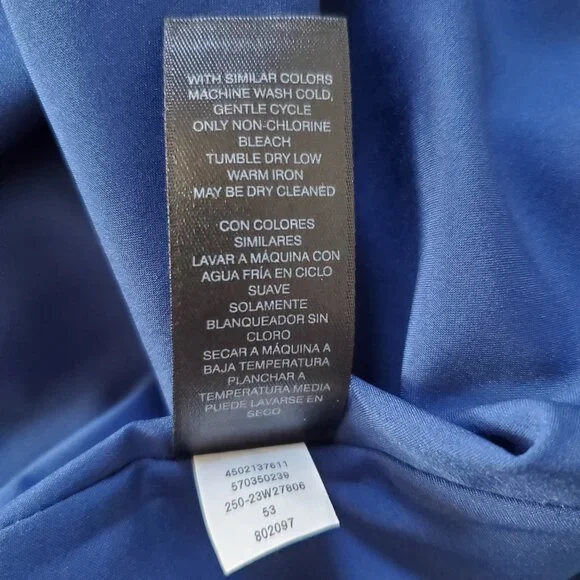 WITH SIMILAR COLORS
MACHINE WASH COLD,
GENTLE CYCLE
ONLY NON-CHLORINE
BLEACH
TUMBLE DRY LOW
WARM IRON
MAY BE DRY CLEANED
CON COLORES
SIMILARES
LAVAR A MÁQUINA CON
AGUA FRÍA EN CICLO
SUAVE
SOLAMENTE
BLANQUEADOR SIN
CLORO
SECAR A MÁQUINA A
BAJA TEMPERATURA
PLANCHAR A
TEMPERATURA MEDIA
PUEDE LAVARSE EN
SECO
4502137611
570350239
250-23W27806
53
802097